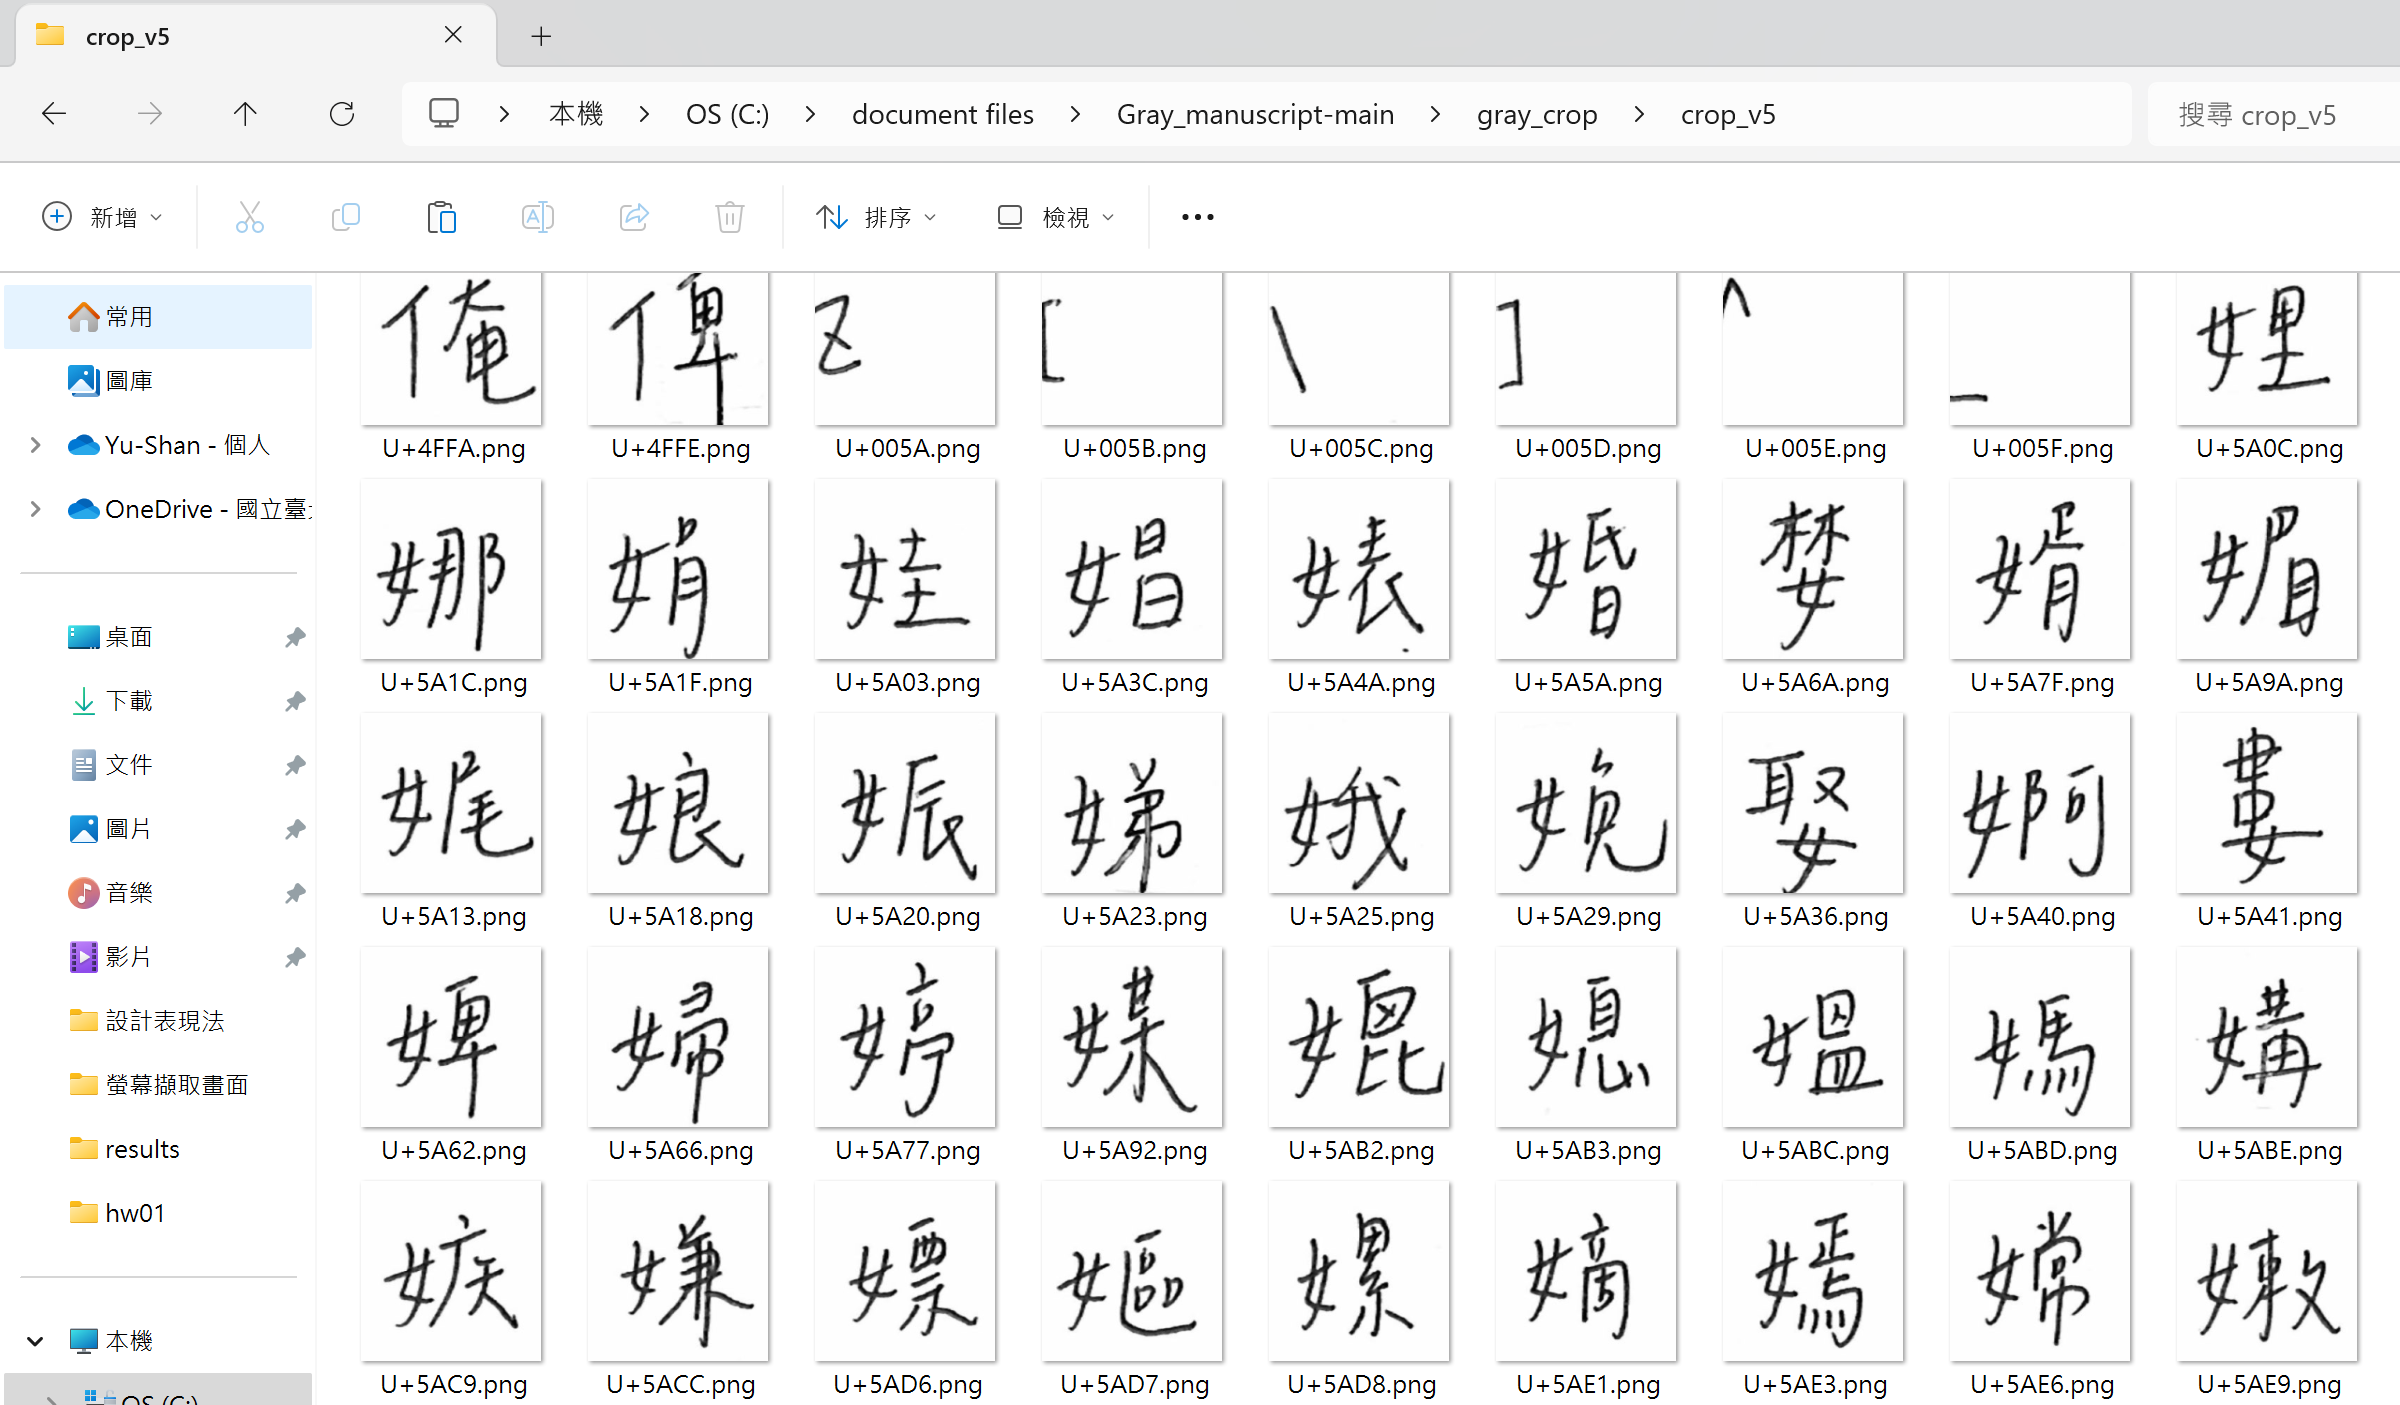 crop_v5
本機 OS (C:) document files Gray_manuscript-main gray_crop crop_v5 搜尋 crop_v5
新增 排序 檢視
常用
圖庫
Yu-Shan - 個人
OneDrive - 國立臺
桌面
下載
文件
圖片
音樂
影片
設計表現法
螢幕擷取畫面
results
hw01
本機
OS (C:)
俺 俾 Z [ \ ] ^ _ 娌
U+4FFA.png U+4FFE.png U+005A.png U+005B.png U+005C.png U+005D.png U+005E.png U+005F.png U+5A0C.png
娜 娟 娃 娼 婊 婚 婪 婿 媚
U+5A1C.png U+5A1F.png U+5A03.png U+5A3C.png U+5A4A.png U+5A5A.png U+5A6A.png U+5A7F.png U+5A9A.png
娓 娘 娠 娣 娥 娩 娶 婀 婁
U+5A13.png U+5A18.png U+5A20.png U+5A23.png U+5A25.png U+5A29.png U+5A36.png U+5A40.png U+5A41.png
婢 婦 婷 媒 媲 媳 媼 媽 媾
U+5A62.png U+5A66.png U+5A77.png U+5A92.png U+5AB2.png U+5AB3.png U+5ABC.png U+5ABD.png U+5ABE.png
嫉 嫌 嫖 嫗 嫘 嫡 嫣 嫦 嫩
U+5AC9.png U+5ACC.png U+5AD6.png U+5AD7.png U+5AD8.png U+5AE1.png U+5AE3.png U+5AE6.png U+5AE9.png